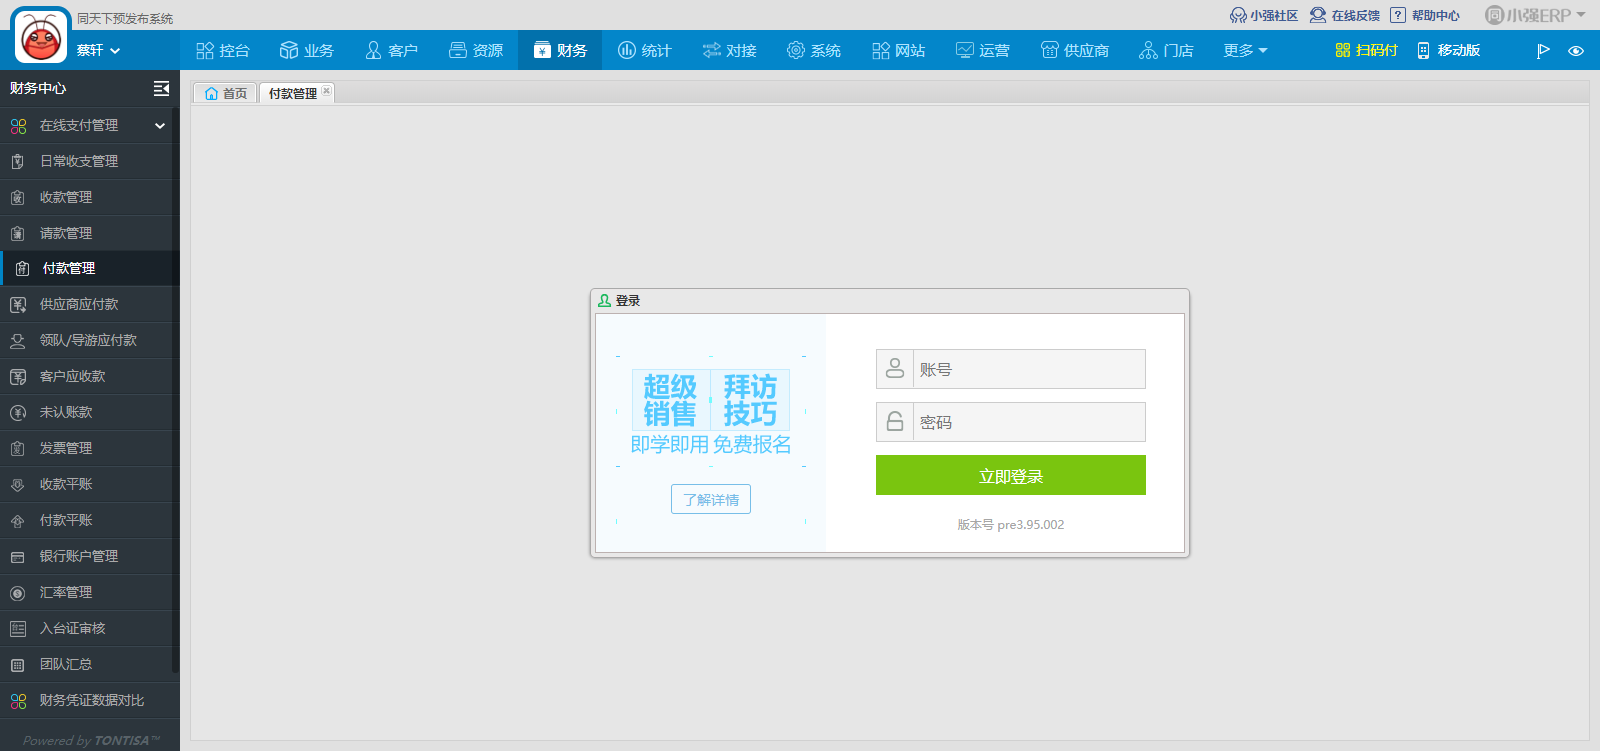 同天下预发布系统
小强社区 在线反馈 帮助中心 小强ERP
蔡轩
控台 业务 客户 资源 财务 统计 对接 系统 网站 运营 供应商 门店 更多 扫码付 移动版
财务中心
首页 付款管理
在线支付管理
日常收支管理
收款管理
请款管理
付款管理
供应商应付款
领队/导游应付款
客户应收款
未认账款
发票管理
收款平账
付款平账
银行账户管理
汇率管理
入台证审核
团队汇总
财务凭证数据对比
Powered by TONTISA™
登录
超级 拜访
销售 技巧
即学即用 免费报名
了解详情
账号
密码
立即登录
版本号 pre3.95.002